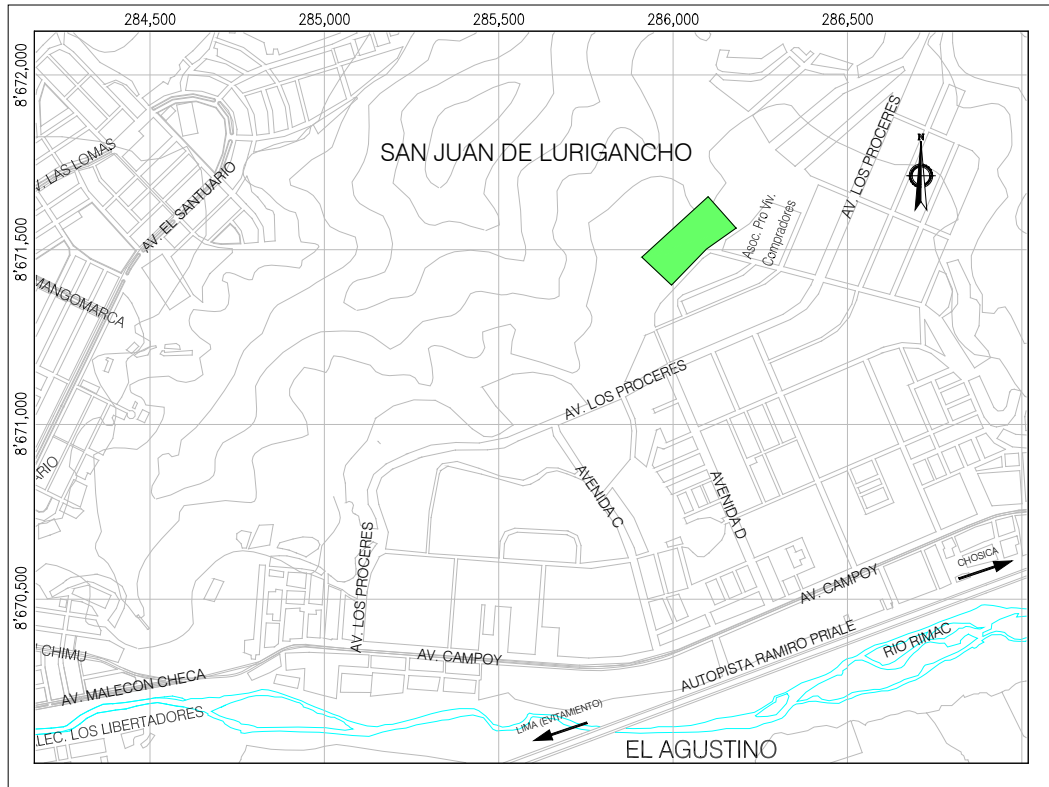 284,500
285,000
285,500
286,000
286,500
8'672,000
8'671,500
8'671,000
8'670,500
SAN JUAN DE LURIGANCHO
N
AV. LOS PROCERES
V. LAS LOMAS
AV. EL SANTUARIO
Asoc. Pro Viv.
Compradores
MANGOMARCA
AV. LOS PROCERES
ARIO
AVENIDA C
AVENIDA D
AV. LOS PROCERES
CHOSICA
AV. CAMPOY
CHIMU
AV. CAMPOY
AUTOPISTA RAMIRO PRIALE
RIO RIMAC
AV. MALECON CHECA
LEC. LOS LIBERTADORES
LIMA (EVITAMIENTO)
EL AGUSTINO